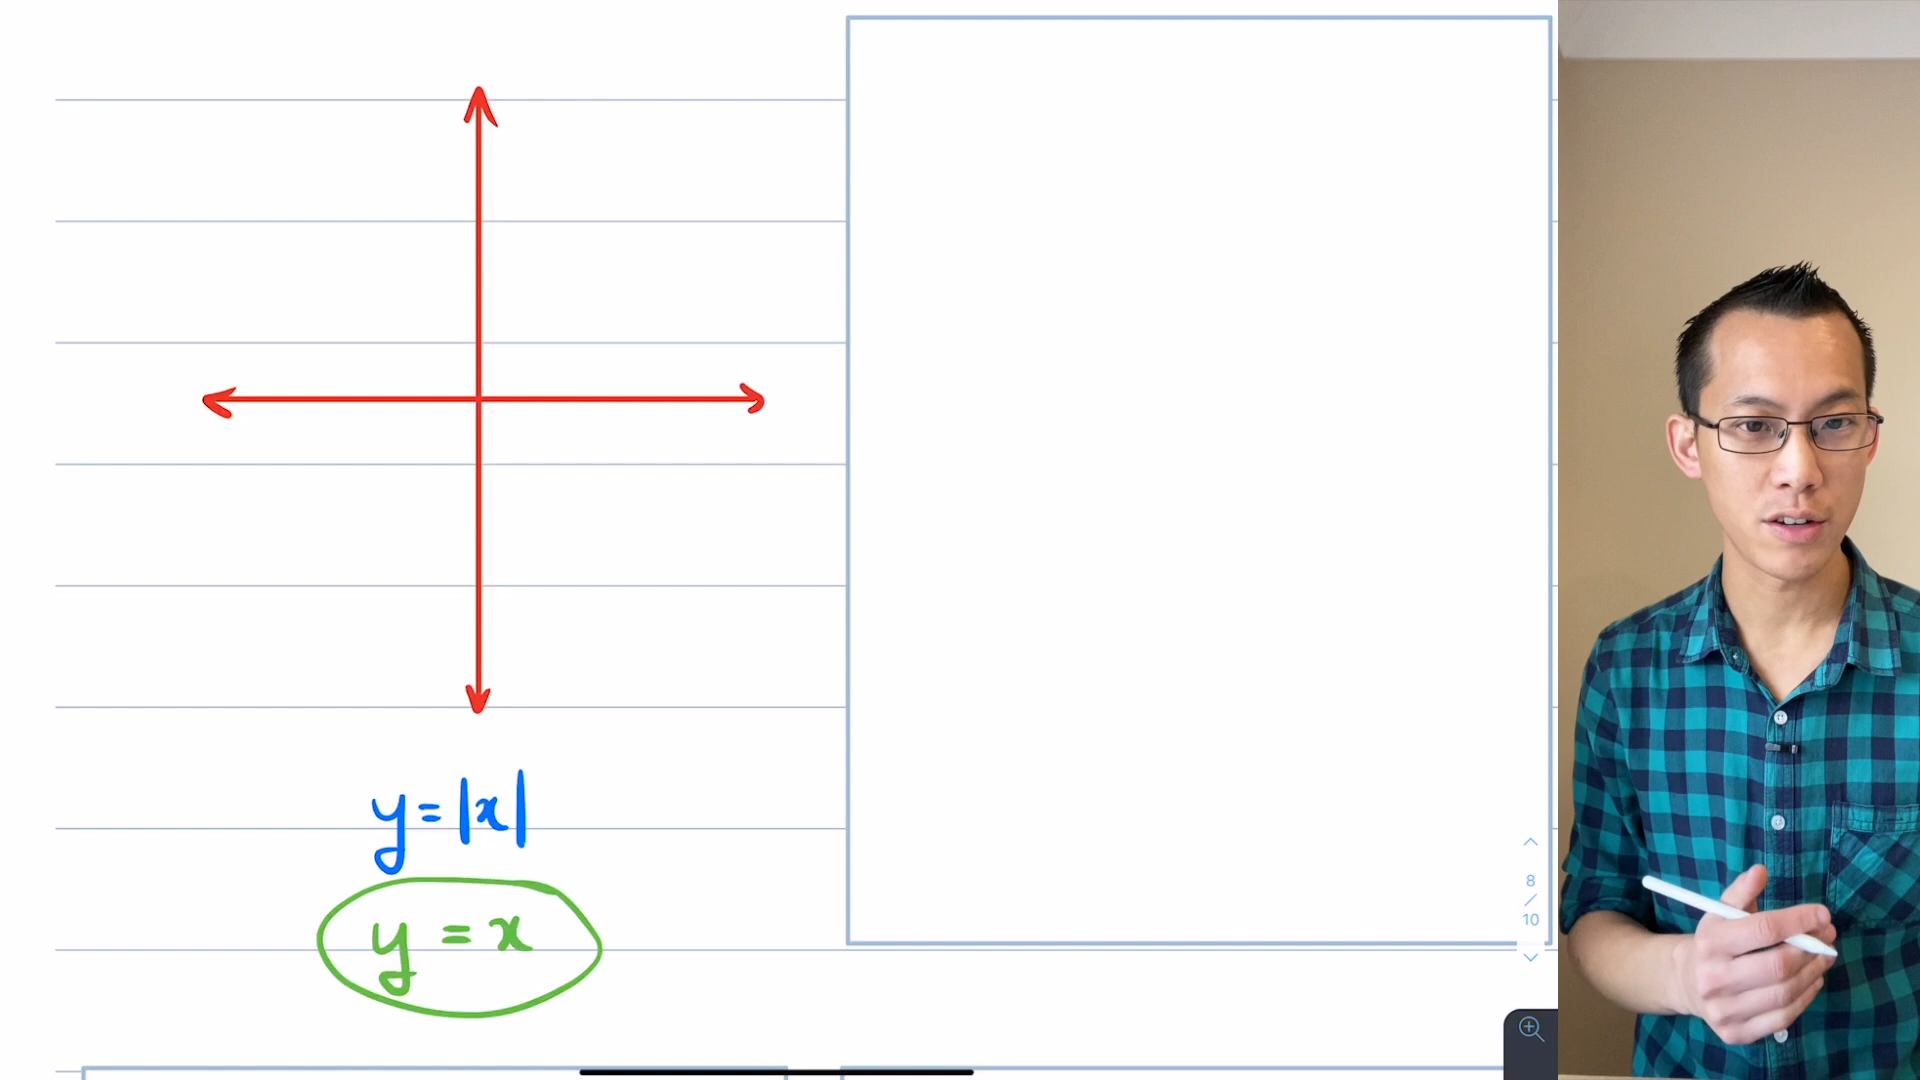 y = |x|
y = x
8
/
10